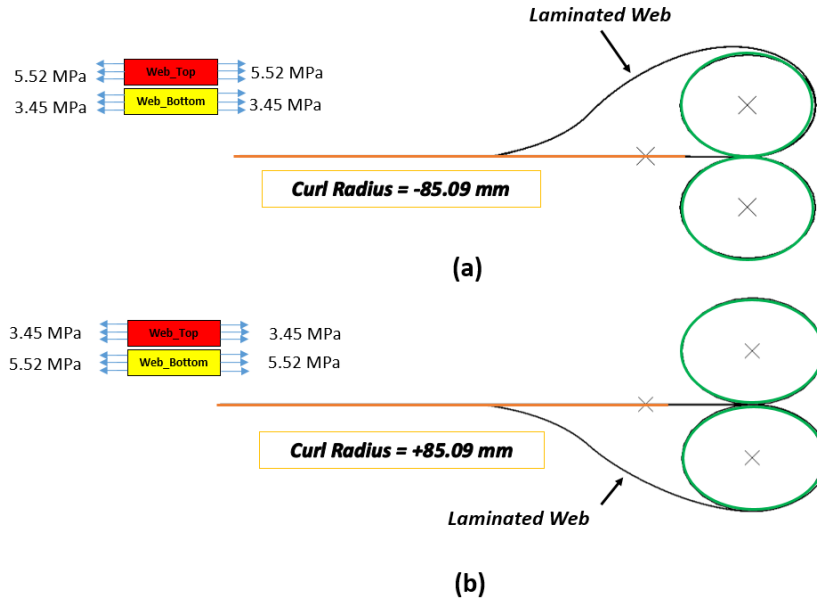 Laminated Web
5.52 MPa
Web_Top
5.52 MPa
3.45 MPa
Web_Bottom
3.45 MPa
Curl Radius = -85.09 mm
(a)
3.45 MPa
Web_Top
3.45 MPa
5.52 MPa
Web_Bottom
5.52 MPa
Curl Radius = +85.09 mm
Laminated Web
(b)